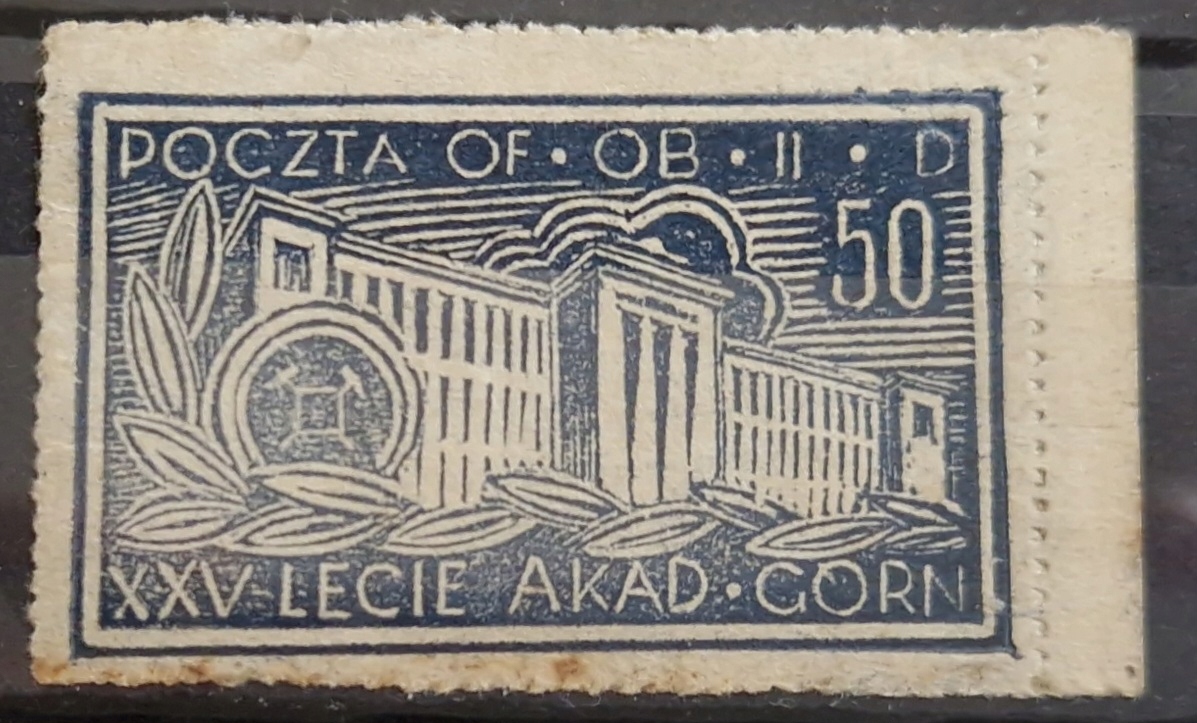 POCZTA OF • OB • II • D
50
XXV-LECIE AKAD • GORN